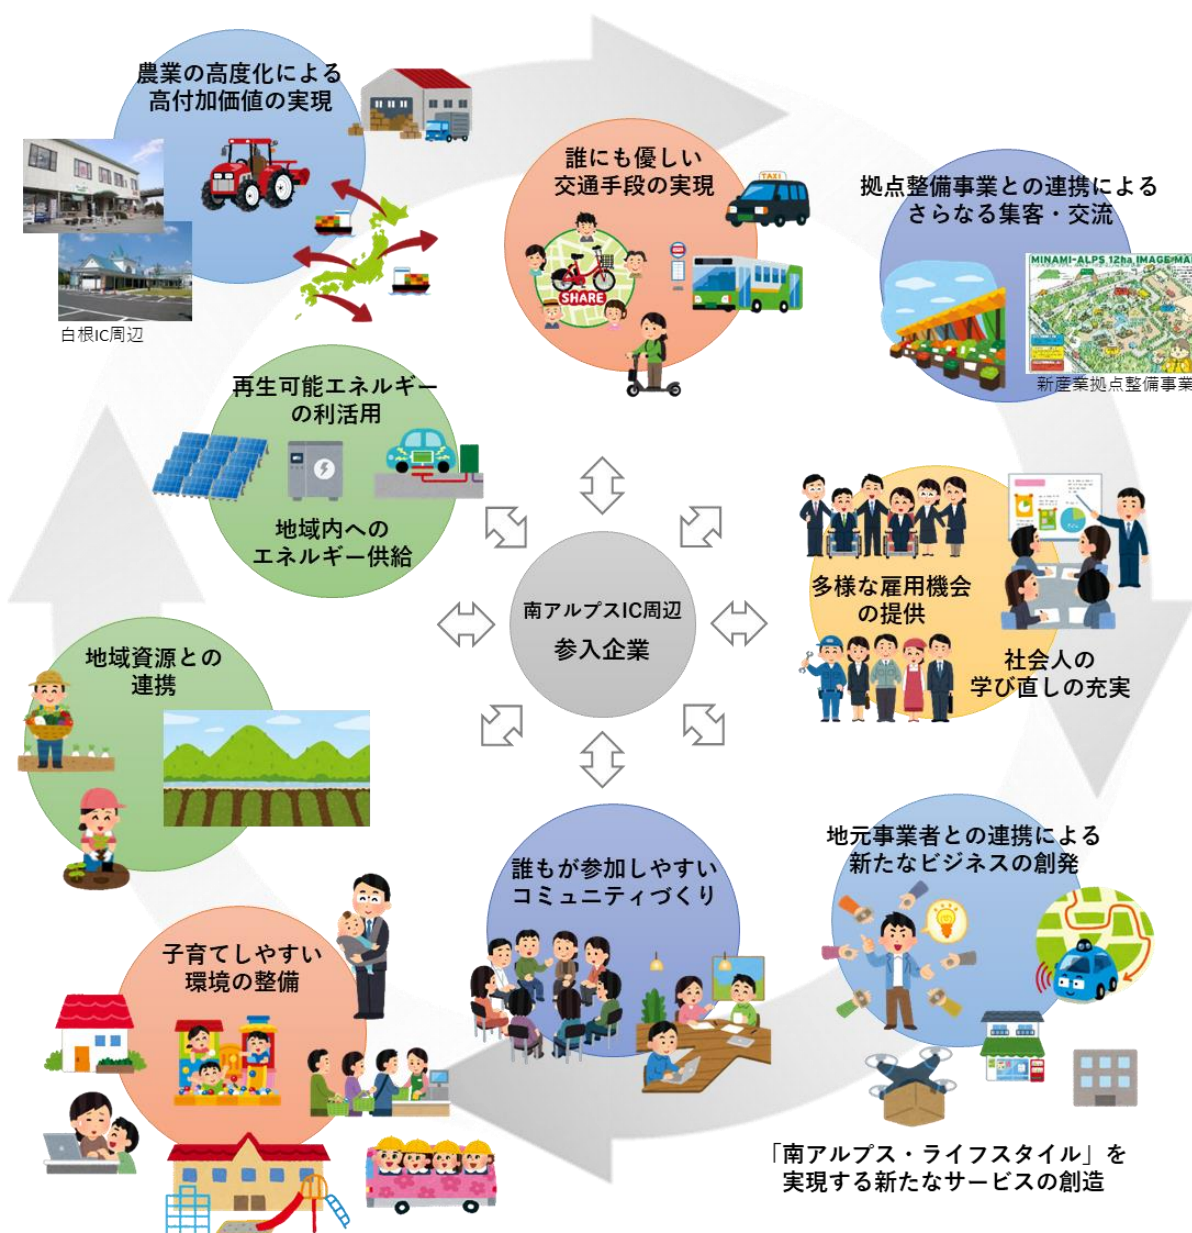 農業の高度化による
高付加価値の実現
白根IC周辺
誰にも優しい
交通手段の実現
TAXI
SHARE
拠点整備事業との連携による
さらなる集客・交流
MINAMI-ALPS 12ha IMAGE MA
新産業拠点整備事業
再生可能エネルギー
の利活用
地域内への
エネルギー供給
南アルプスIC周辺
参入企業
多様な雇用機会
の提供
社会人の
学び直しの充実
地域資源との
連携
誰もが参加しやすい
コミュニティづくり
地元事業者との連携による
新たなビジネスの創発
子育てしやすい
環境の整備
「南アルプス・ライフスタイル」を
実現する新たなサービスの創造